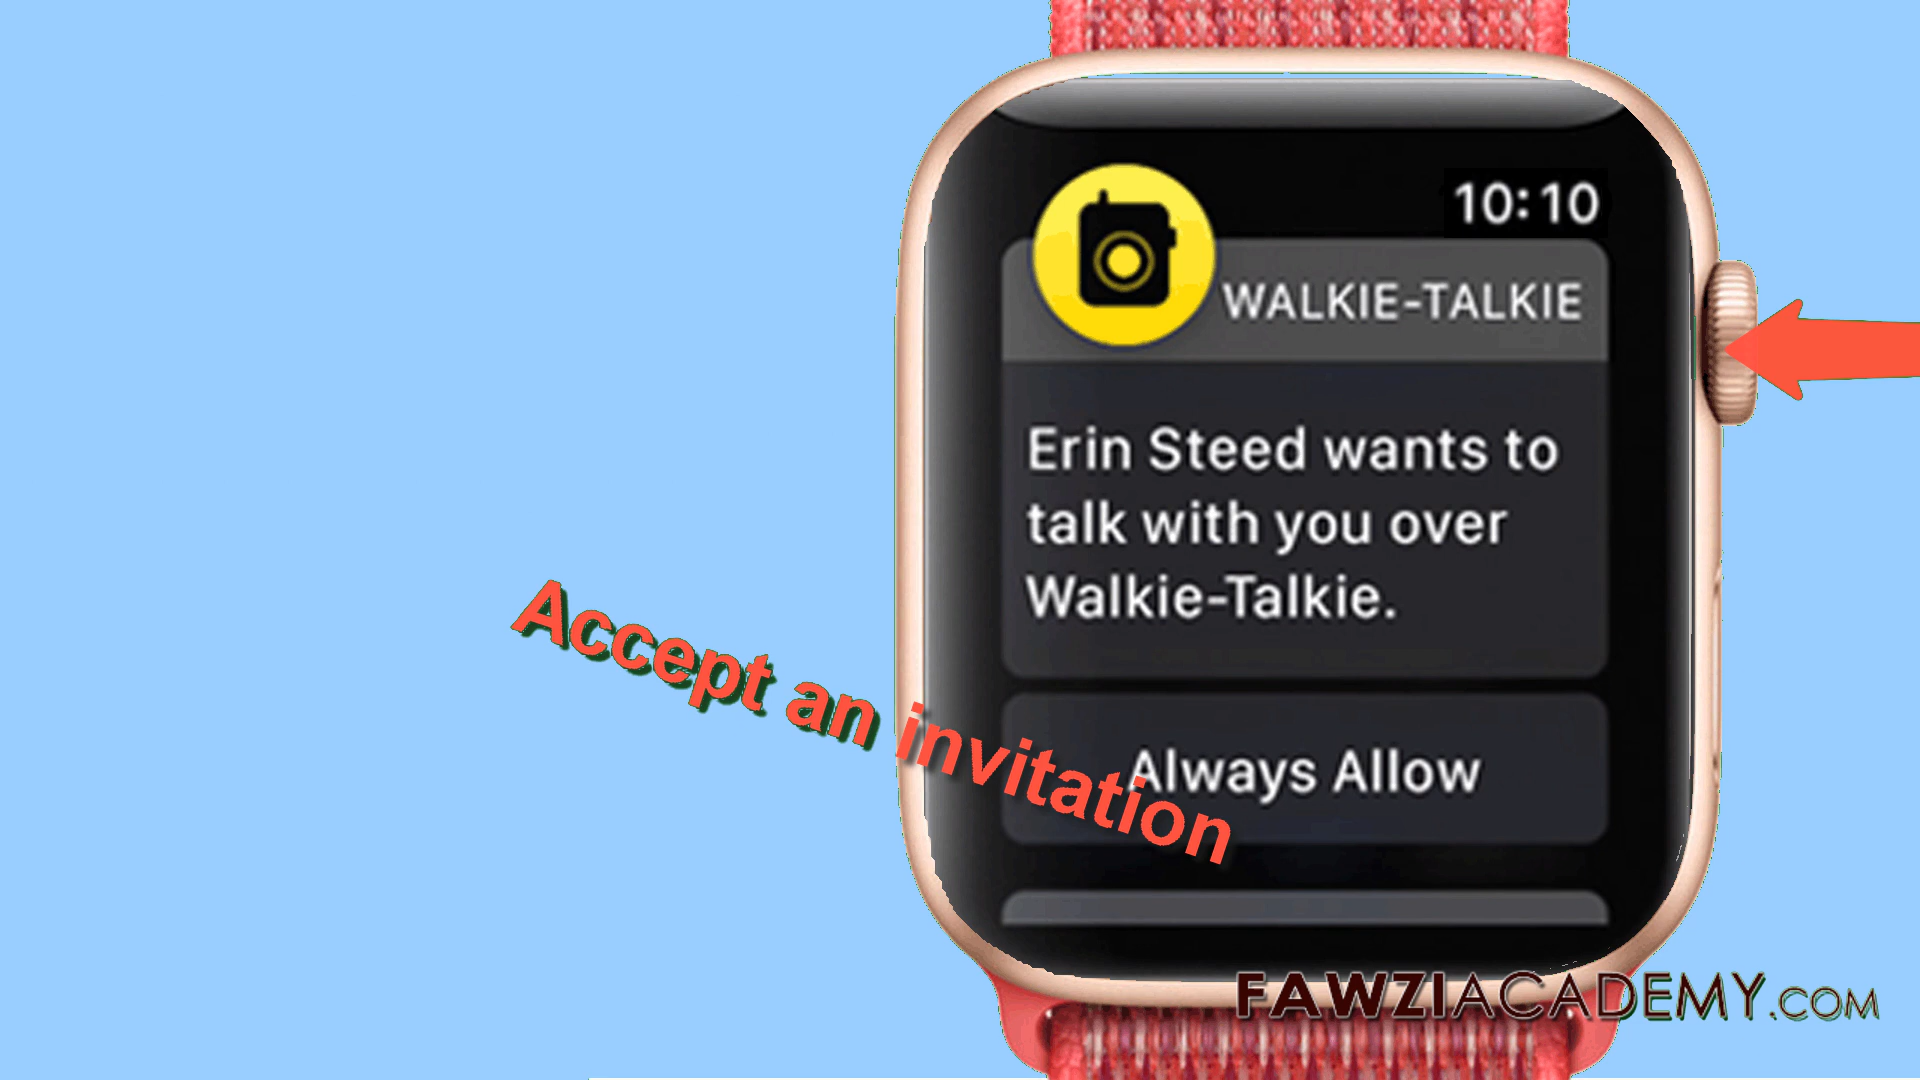 10:10
WALKIE-TALKIE
Erin Steed wants to
talk with you over
Walkie-Talkie.
Always Allow
Accept an invitation
FAWZIACADEMY.COM